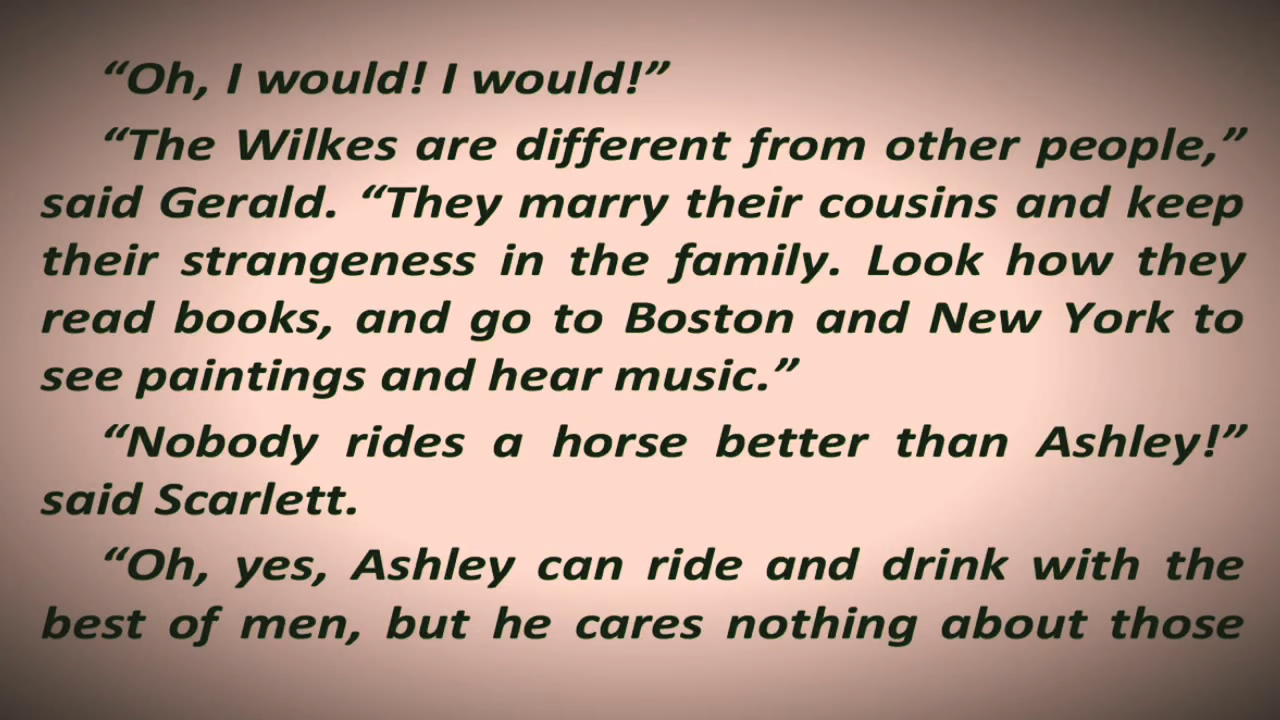 “Oh, I would! I would!”
“The Wilkes are different from other people,”
said Gerald. “They marry their cousins and keep
their strangeness in the family. Look how they
read books, and go to Boston and New York to
see paintings and hear music.”
“Nobody rides a horse better than Ashley!”
said Scarlett.
“Oh, yes, Ashley can ride and drink with the
best of men, but he cares nothing about those